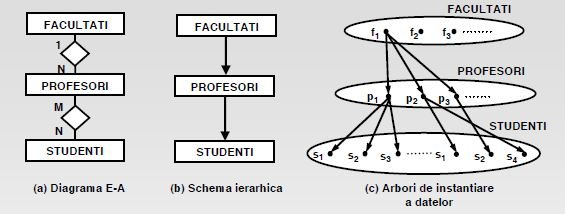 FACULTATI
1
N
PROFESORI
M
N
STUDENTI
(a) Diagrama E-A
FACULTATI
PROFESORI
STUDENTI
(b) Schema ierarhica
FACULTATI
f1 f2 f3 ........
PROFESORI
p1 p2 p3 ........
STUDENTI
s1 s2 s3 ........ s1 s2 s4
(c) Arbori de instantiere
a datelor